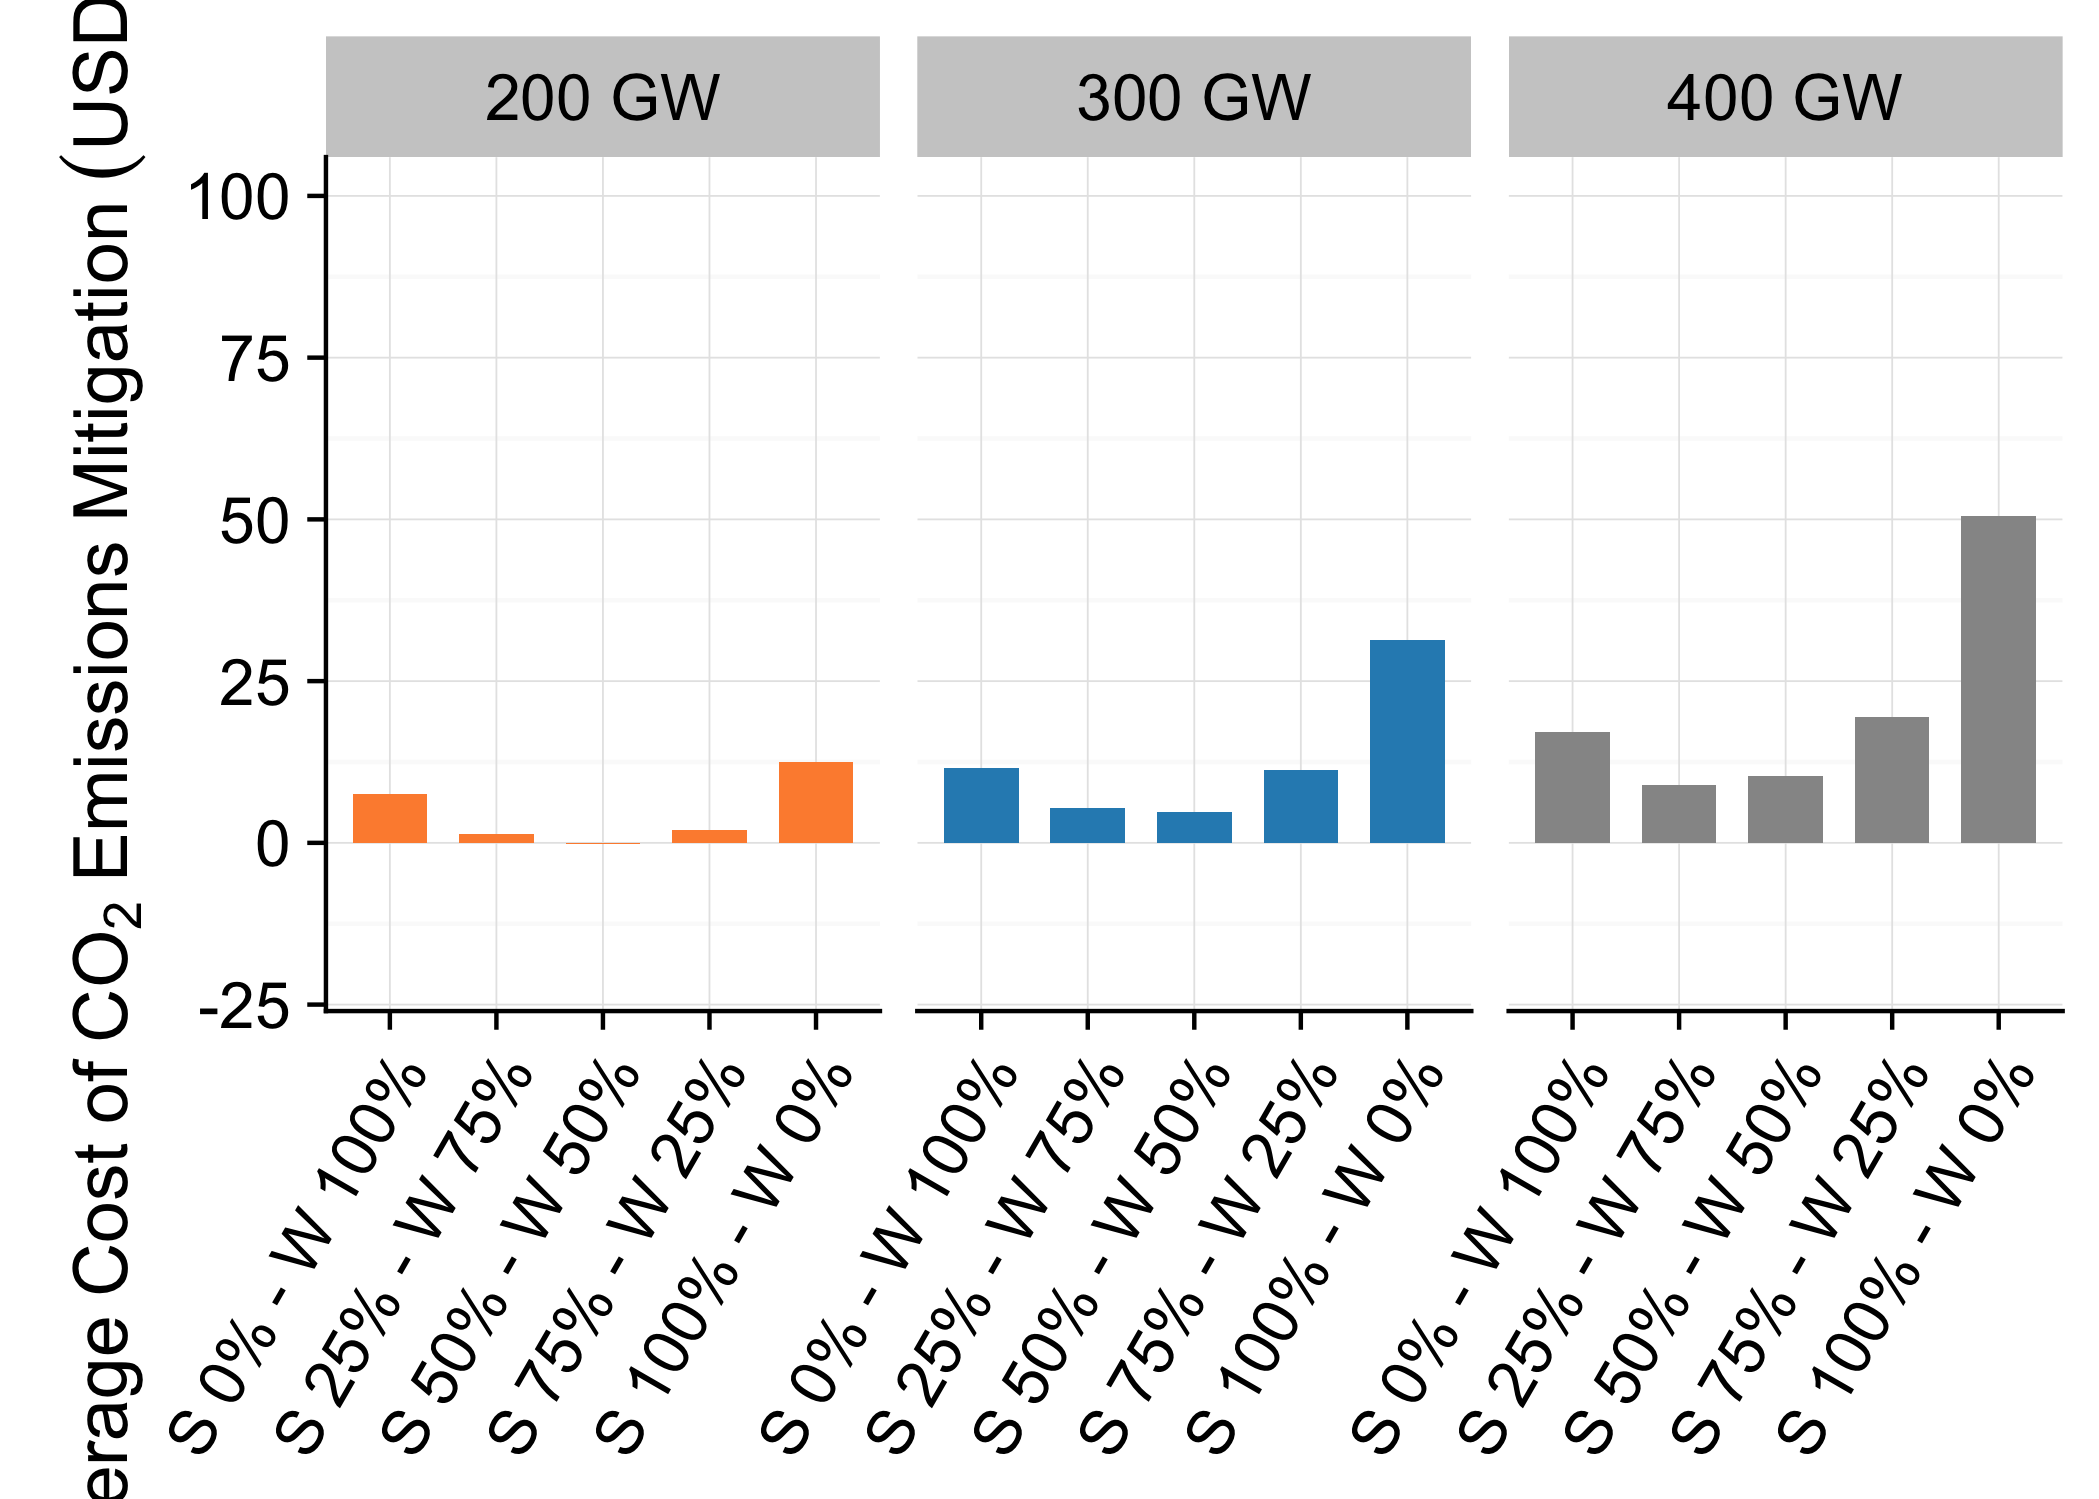 Cost of CO2 Emissions Mitigation (USD
200 GW
300 GW
400 GW
100
75
50
25
0
-25
S 0% - W 100%
S 25% - W 75%
S 50% - W 50%
S 75% - W 25%
S 100% - W 0%
S 0% - W 100%
S 25% - W 75%
S 50% - W 50%
S 75% - W 25%
S 100% - W 0%
S 0% - W 100%
S 25% - W 75%
S 50% - W 50%
S 75% - W 25%
S 100% - W 0%